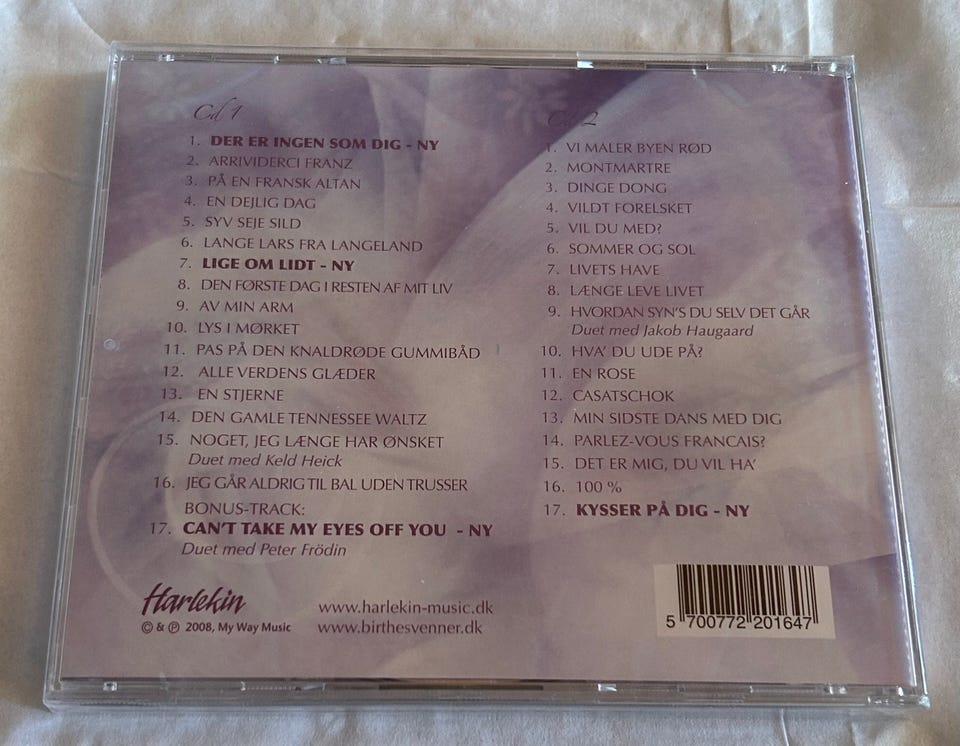 Cd 1
1. DER ER INGEN SOM DIG - NY
2. ARRIVIDERCI FRANZ
3. PÅ EN FRANSK ALTAN
4. EN DEJLIG DAG
5. SYV SEJE SILD
6. LANGE LARS FRA LANGELAND
7. LIGE OM LIDT - NY
8. DEN FØRSTE DAG I RESTEN AF MIT LIV
9. AV MIN ARM
10. LYS I MØRKET
11. PAS PÅ DEN KNALDRØDE GUMMIBÅD
12. ALLE VERDENS GLÆDER
13. EN STJERNE
14. DEN GAMLE TENNESSEE WALTZ
15. NOGET, JEG LÆNGE HAR ØNSKET
Duet med Keld Heick
16. JEG GÅR ALDRIG TIL BAL UDEN TRUSSER
BONUS-TRACK:
17. CAN'T TAKE MY EYES OFF YOU - NY
Duet med Peter Frödin
Cd 2
1. VI MALER BYEN RØD
2. MONTMARTRE
3. DINGE DONG
4. VILDT FORELSKET
5. VIL DU MED?
6. SOMMER OG SOL
7. LIVETS HAVE
8. LÆNGE LEVE LIVET
9. HVORDAN SYN'S DU SELV DET GÅR
Duet med Jakob Haugaard
10. HVA' DU UDE PÅ?
11. EN ROSE
12. CASATSCHOK
13. MIN SIDSTE DANS MED DIG
14. PARLEZ-VOUS FRANCAIS?
15. DET ER MIG, DU VIL HA'
16. 100 %
17. KYSSER PÅ DIG - NY
Harlekin
© & ℗ 2008, My Way Music
www.harlekin-music.dk
www.birthesvenner.dk
5 700772 201647